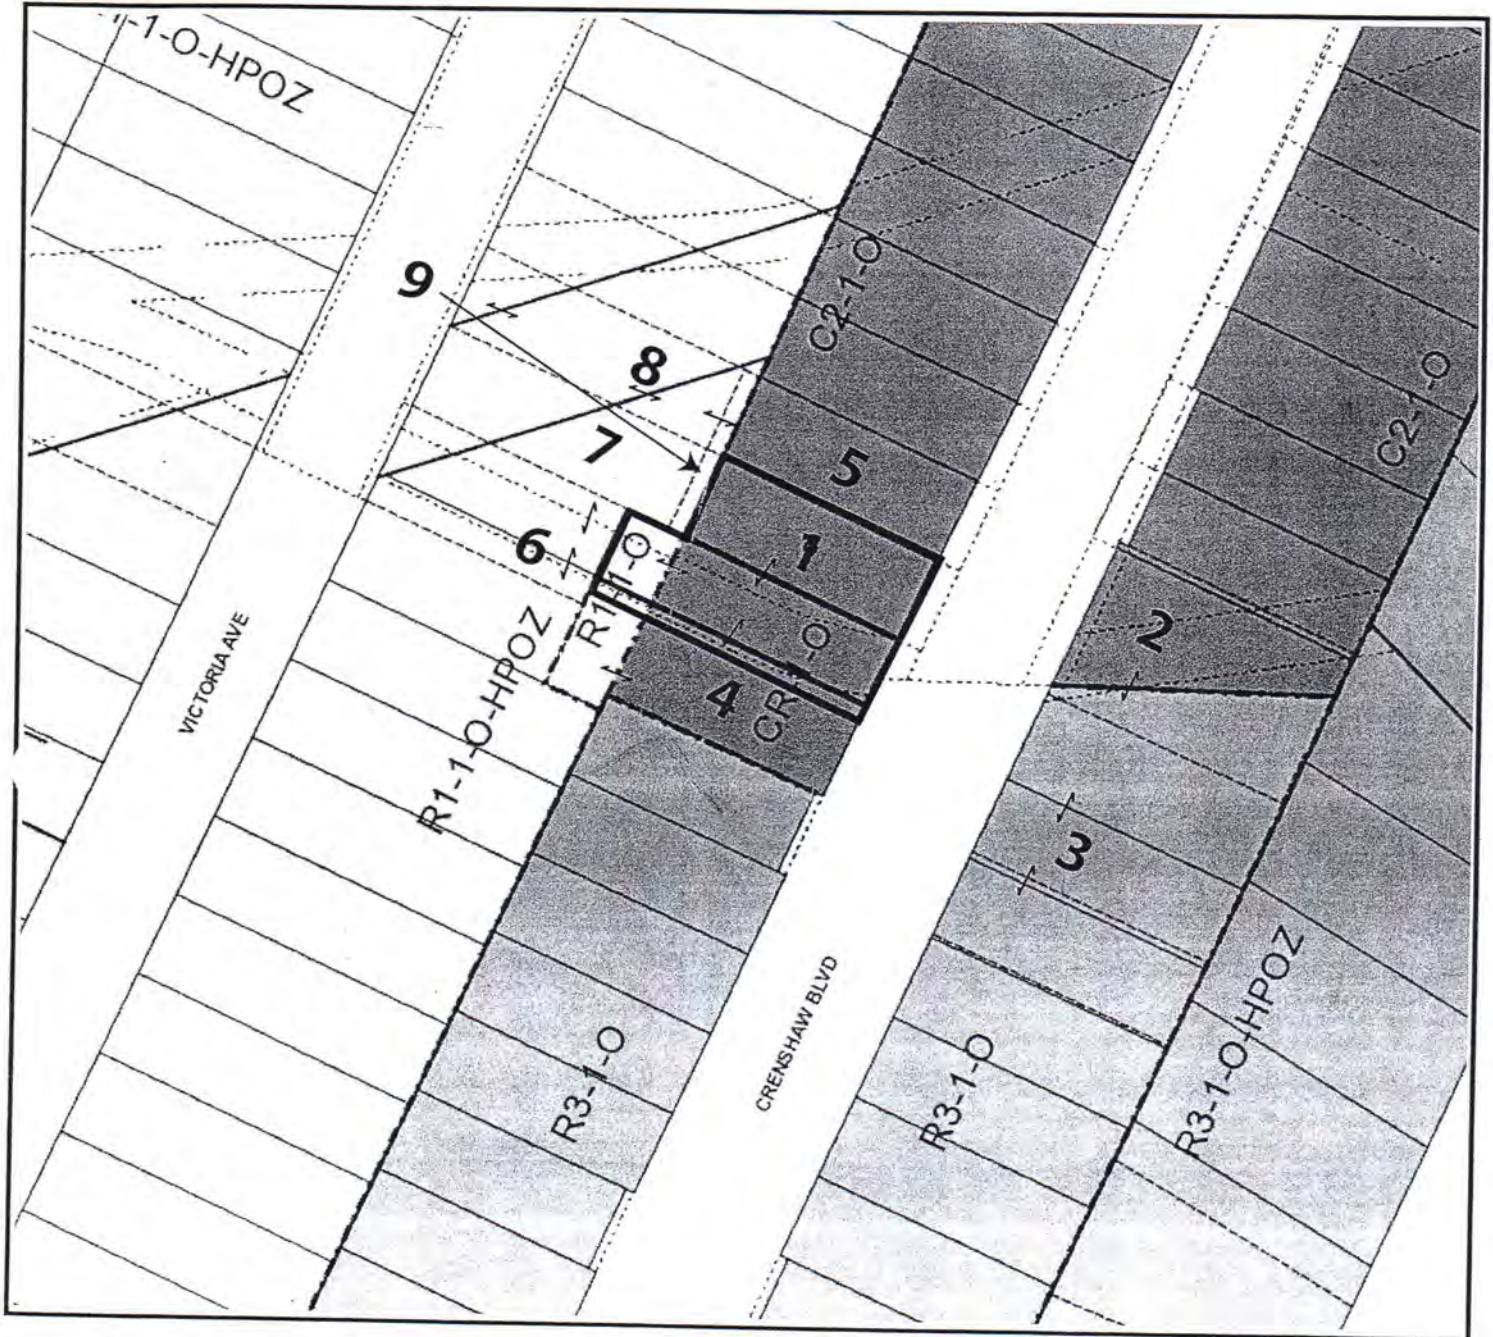 -1-O-HPOZ
9
8
7
6
C2-1-O
5
1
R1-1-O
CR-1-O
4
2
3
C2-1-O
VICTORIA AVE
R1-1-O-HPOZ
R3-1-O
CRENSHAW BLVD
R3-1-O
R3-1-O-HPOZ